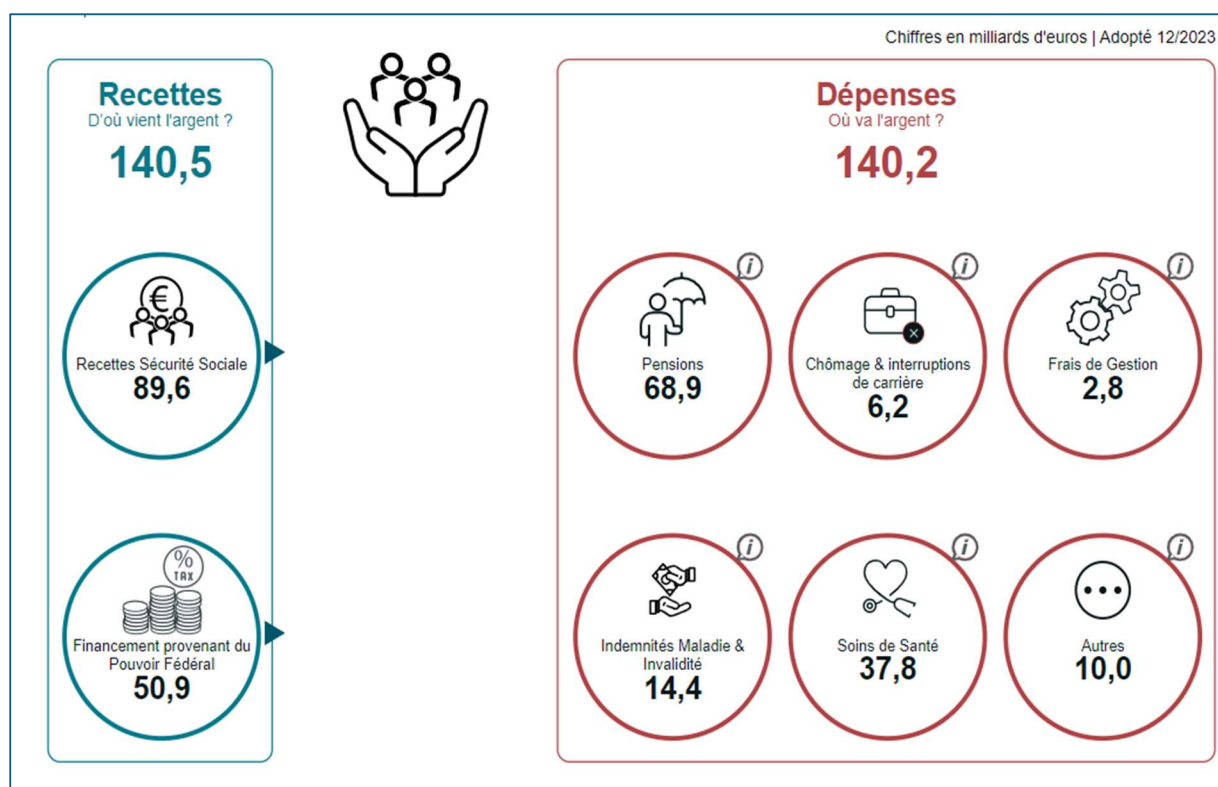 Chiffres en milliards d'euros | Adopté 12/2023
Recettes
D'où vient l'argent ?
140,5
€
Recettes Sécurité Sociale
89,6
%
TAX
Financement provenant du
Pouvoir Fédéral
50,9
Dépenses
Où va l'argent ?
140,2
i
Pensions
68,9
i
Chômage & interruptions
de carrière
6,2
i
Frais de Gestion
2,8
i
Indemnités Maladie &
Invalidité
14,4
i
Soins de Santé
37,8
i
Autres
10,0